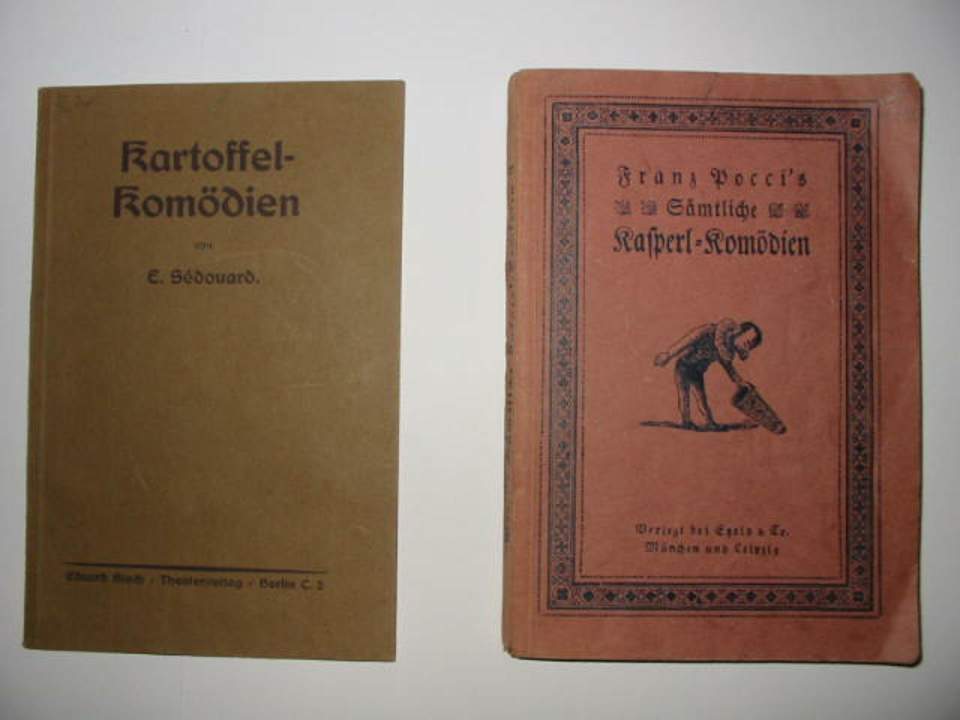 Kartoffel-
Komödien
von
E. Sédouard.
Eduard Bloch / Theaterverlag / Berlin C. 2
Franz Pocci's
Sämtliche
Kasperl-Komödien
Verlegt bei Etzold & Co.
München und Leipzig